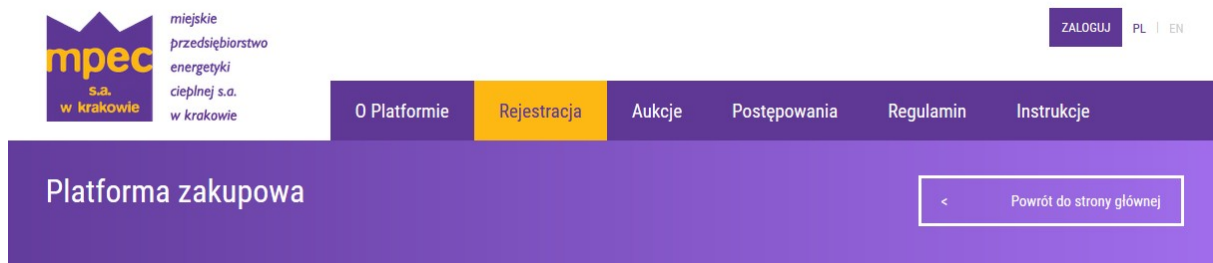 mpec
s.a.
w krakowie
miejskie
przedsiębiorstwo
energetyki
cieplnej s.a.
w krakowie
ZALOGUJ PL | EN
O Platformie Rejestracja Aukcje Postępowania Regulamin Instrukcje
Platforma zakupowa
< Powrót do strony głównej